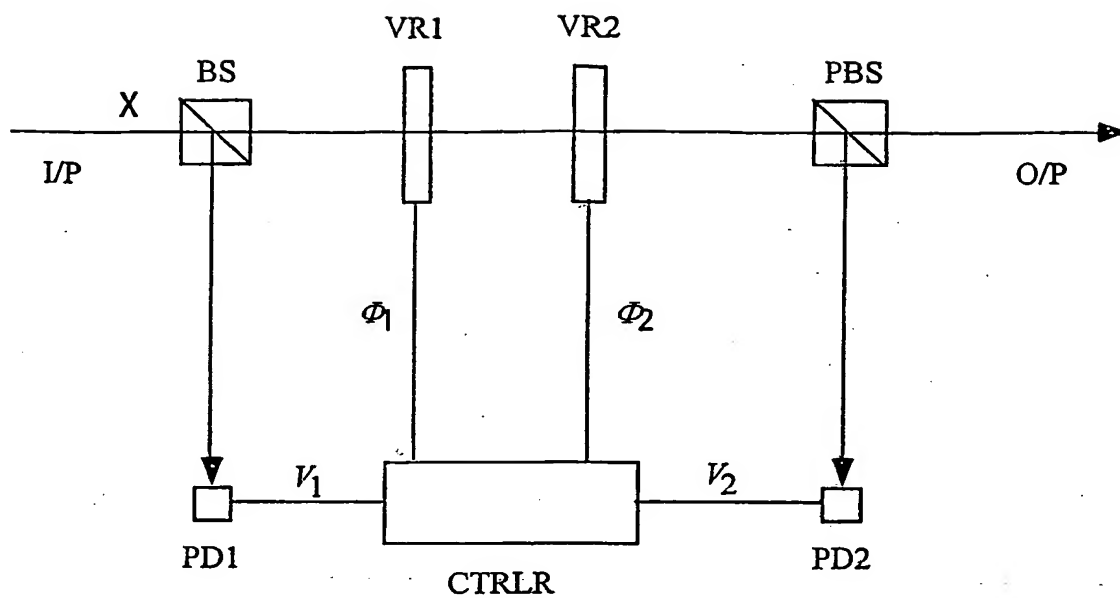 VR1
VR2
BS
PBS
X
I/P
O/P
Φ1
Φ2
V1
V2
PD1
PD2
CTRLR